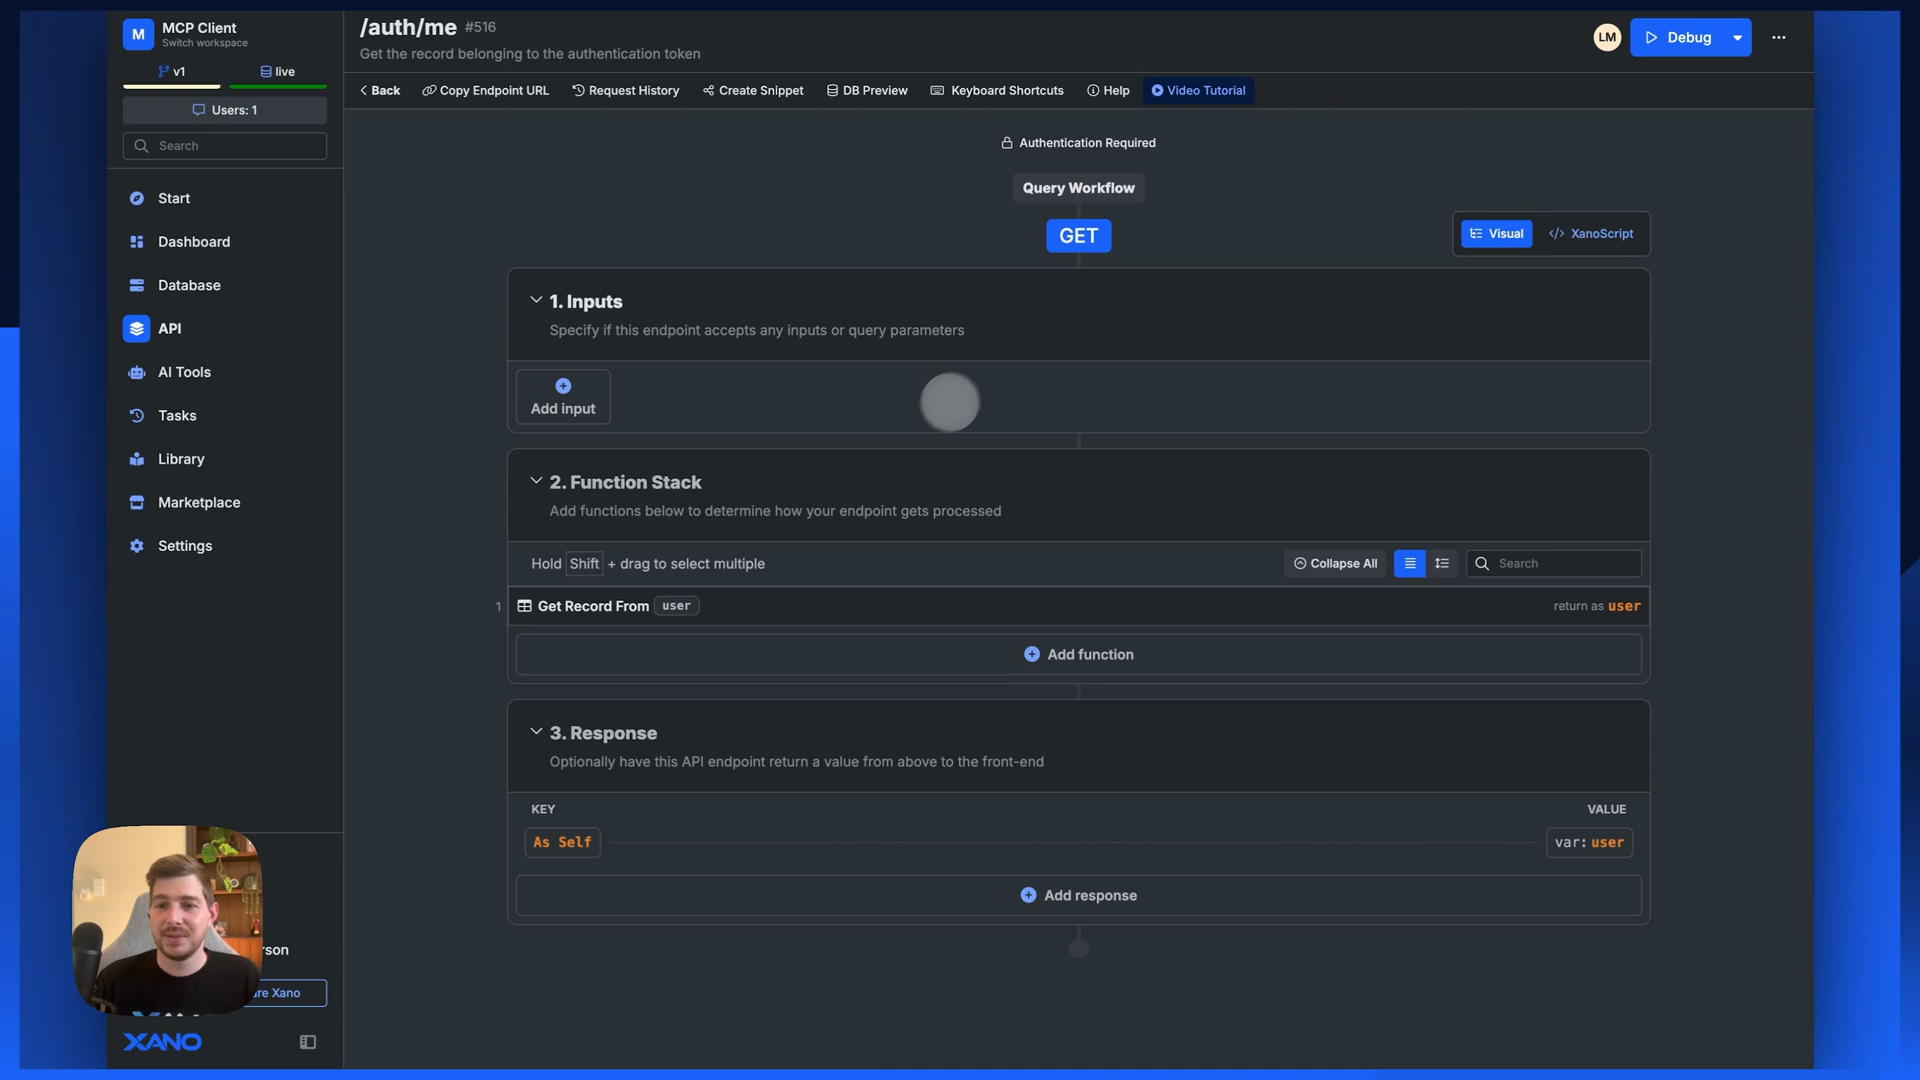 M
MCP Client
Switch workspace
v1
live
Users: 1
Search
Start
Dashboard
Database
API
AI Tools
Tasks
Library
Marketplace
Settings
rson
re Xano
XANO
/auth/me #516
Get the record belonging to the authentication token
LM
Debug
Back
Copy Endpoint URL
Request History
Create Snippet
DB Preview
Keyboard Shortcuts
Help
Video Tutorial
Authentication Required
Query Workflow
GET
Visual
</> XanoScript
1. Inputs
Specify if this endpoint accepts any inputs or query parameters
Add input
2. Function Stack
Add functions below to determine how your endpoint gets processed
Hold Shift + drag to select multiple
Collapse All
Search
1
Get Record From user
return as user
Add function
3. Response
Optionally have this API endpoint return a value from above to the front-end
KEY
VALUE
As Self
var: user
Add response